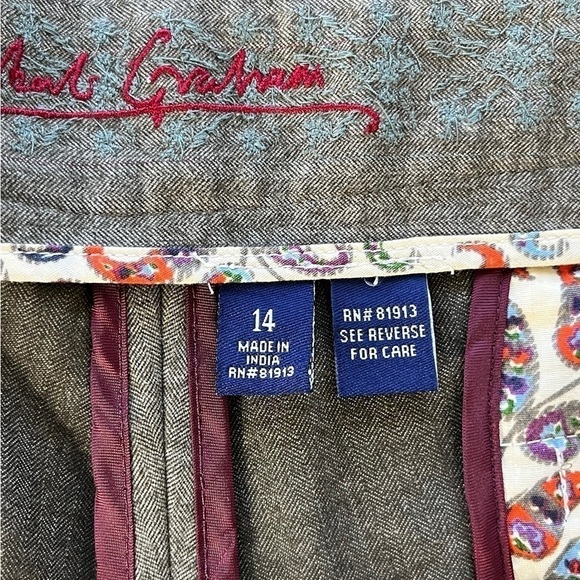 Graham
14
MADE IN
INDIA
RN#81913
RN#81913
SEE REVERSE
FOR CARE